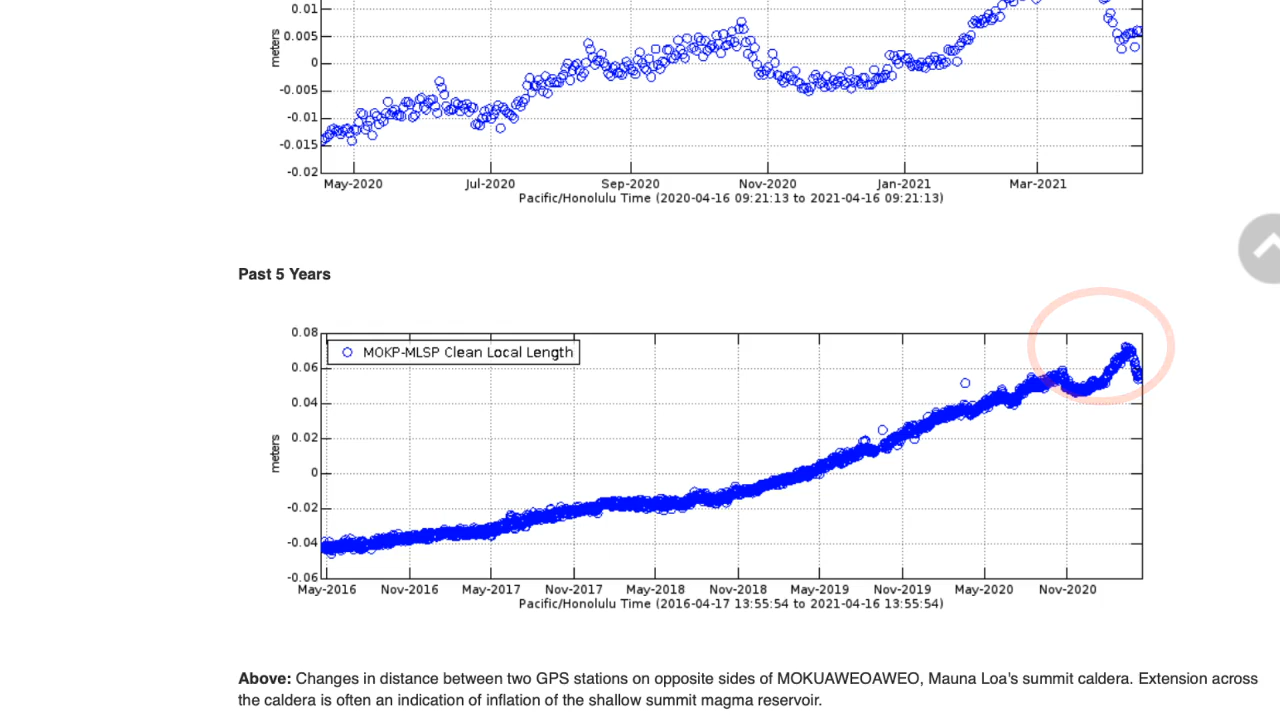 0.01
0.005
0
-0.005
-0.01
-0.015
-0.02
meters
May-2020 Jul-2020 Sep-2020 Nov-2020 Jan-2021 Mar-2021
Pacific/Honolulu Time (2020-04-16 09:21:13 to 2021-04-16 09:21:13)
Past 5 Years
MOKP-MLSP Clean Local Length
0.08
0.06
0.04
0.02
0
-0.02
-0.04
-0.06
meters
May-2016 Nov-2016 May-2017 Nov-2017 May-2018 Nov-2018 May-2019 Nov-2019 May-2020 Nov-2020
Pacific/Honolulu Time (2016-04-17 13:55:54 to 2021-04-16 13:55:54)
Above: Changes in distance between two GPS stations on opposite sides of MOKUAWEOAWEO, Mauna Loa's summit caldera. Extension across
the caldera is often an indication of inflation of the shallow summit magma reservoir.